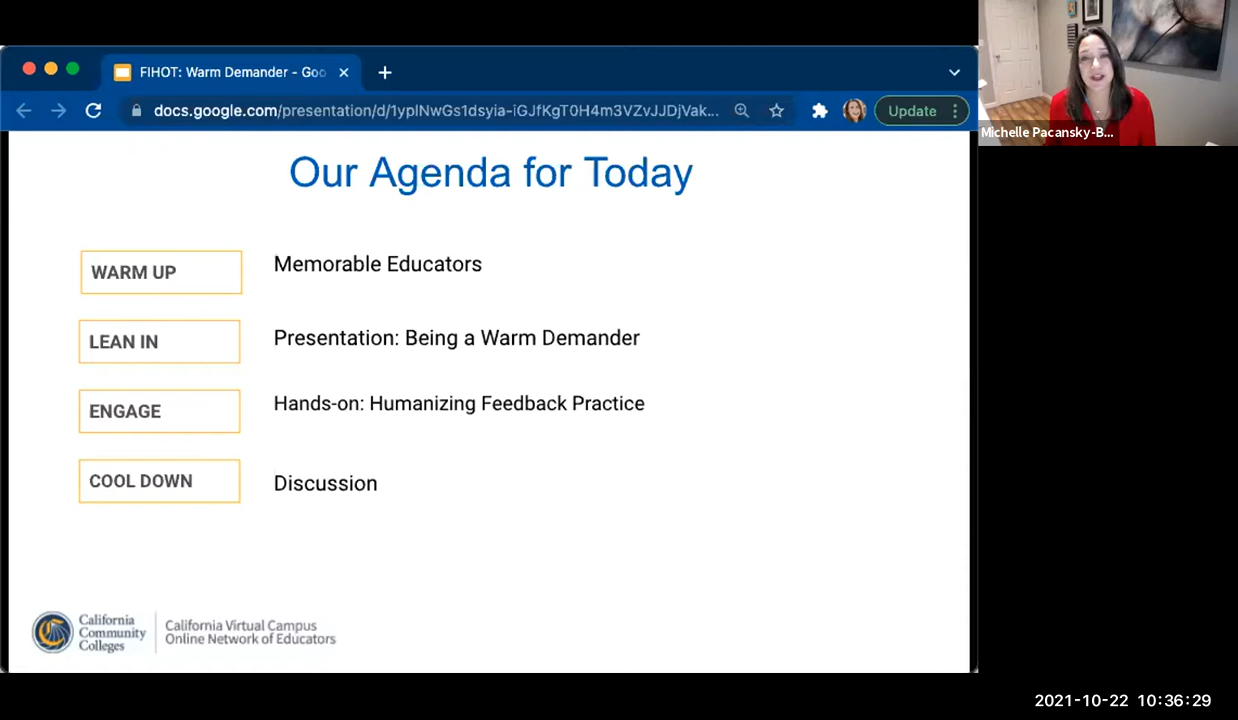 FIHOT: Warm Demander - Goo
docs.google.com/presentation/d/1yplNwGs1dsyia-iGJfKgT0H4m3VZvJJDjVak...
Update
Michelle Pacansky-B...
Our Agenda for Today
WARM UP
Memorable Educators
LEAN IN
Presentation: Being a Warm Demander
ENGAGE
Hands-on: Humanizing Feedback Practice
COOL DOWN
Discussion
California
Community
Colleges
California Virtual Campus
Online Network of Educators
2021-10-22 10:36:29